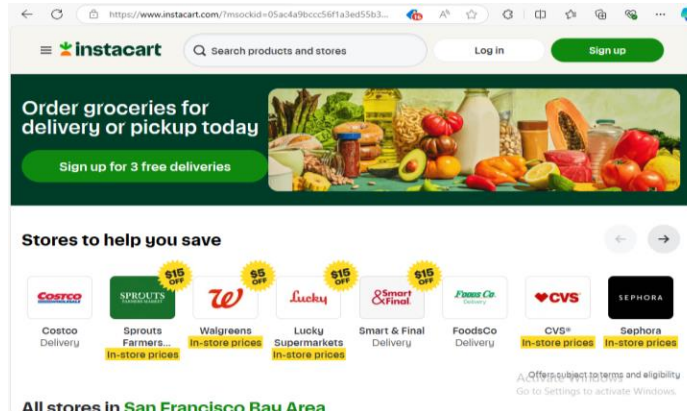 https://www.instacart.com/?msockid=05ac4a9bccc56f1a3ed55b3...
instacart
Search products and stores
Log in
Sign up
Order groceries for
delivery or pickup today
Sign up for 3 free deliveries
Stores to help you save
$15 OFF
$5 OFF
$15 OFF
$15 OFF
COSTCO WHOLESALE
SPROUTS FARMERS MARKET
W
Lucky
Smart &Final.
FOODS CO. Delivery
CVS
SEPHORA
Costco
Delivery
Sprouts
Farmers...
In-store prices
Walgreens
In-store prices
Lucky
Supermarkets
In-store prices
Smart & Final
Delivery
FoodsCo
Delivery
CVS®
In-store prices
Sephora
In-store prices
Offers subject to terms and eligibility
Activate Windows
Go to Settings to activate Windows.
All stores in San Francisco Bay Area